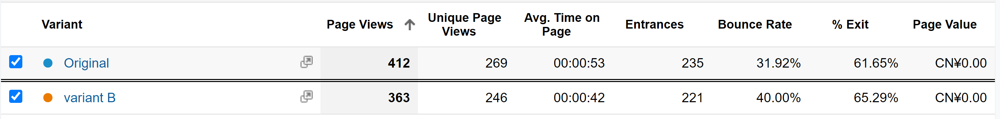 Variant Page Views Unique Page Views Avg. Time on Page Entrances Bounce Rate % Exit Page Value
Original 412 269 00:00:53 235 31.92% 61.65% CN¥0.00
variant B 363 246 00:00:42 221 40.00% 65.29% CN¥0.00